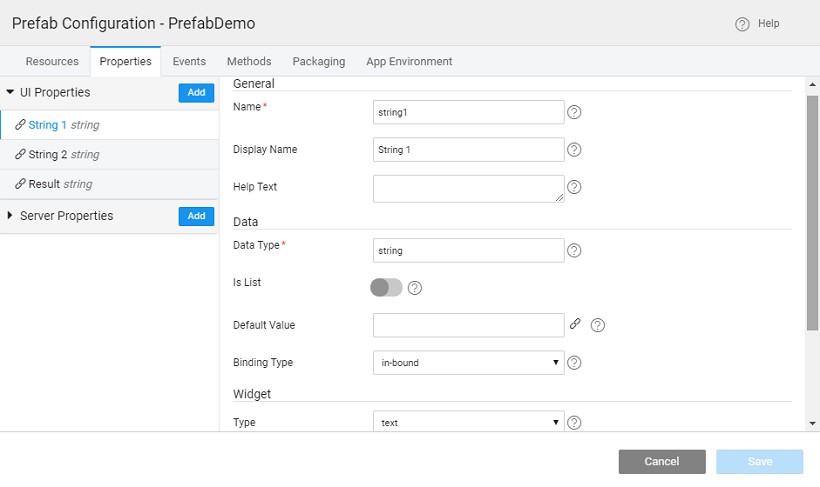 Prefab Configuration - PrefabDemo
Help
Resources Properties Events Methods Packaging App Environment
UI Properties Add
String 1 string
String 2 string
Result string
Server Properties Add
General
Name * string1
Display Name String 1
Help Text
Data
Data Type * string
Is List
Default Value
Binding Type in-bound
Widget
Type text
Cancel Save